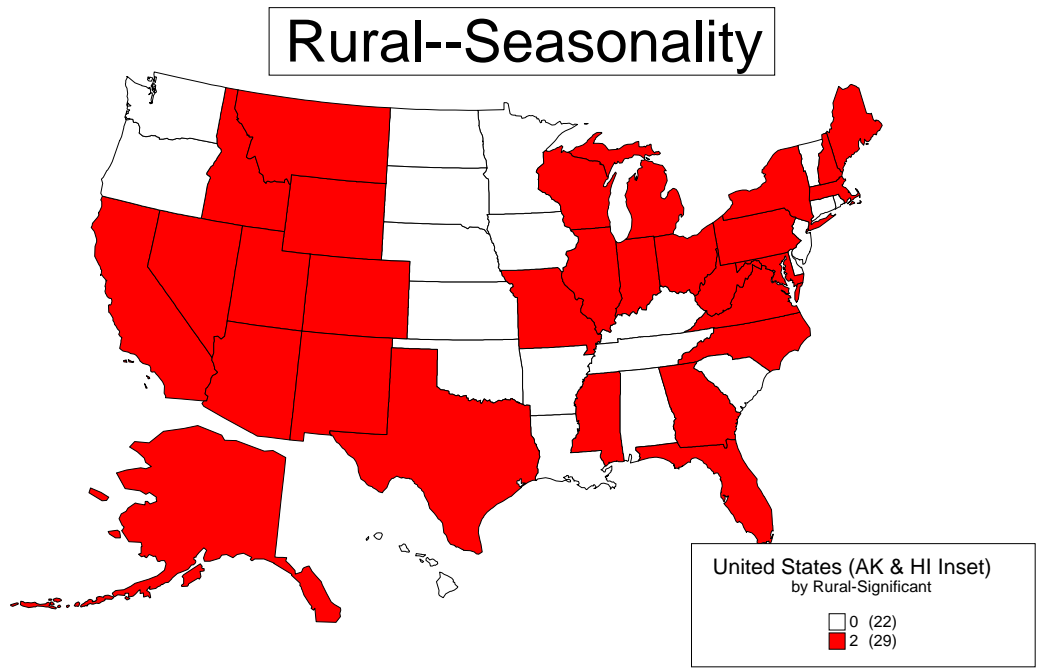 Rural--Seasonality
United States (AK & HI Inset)
by Rural-Significant
0 (22)
2 (29)